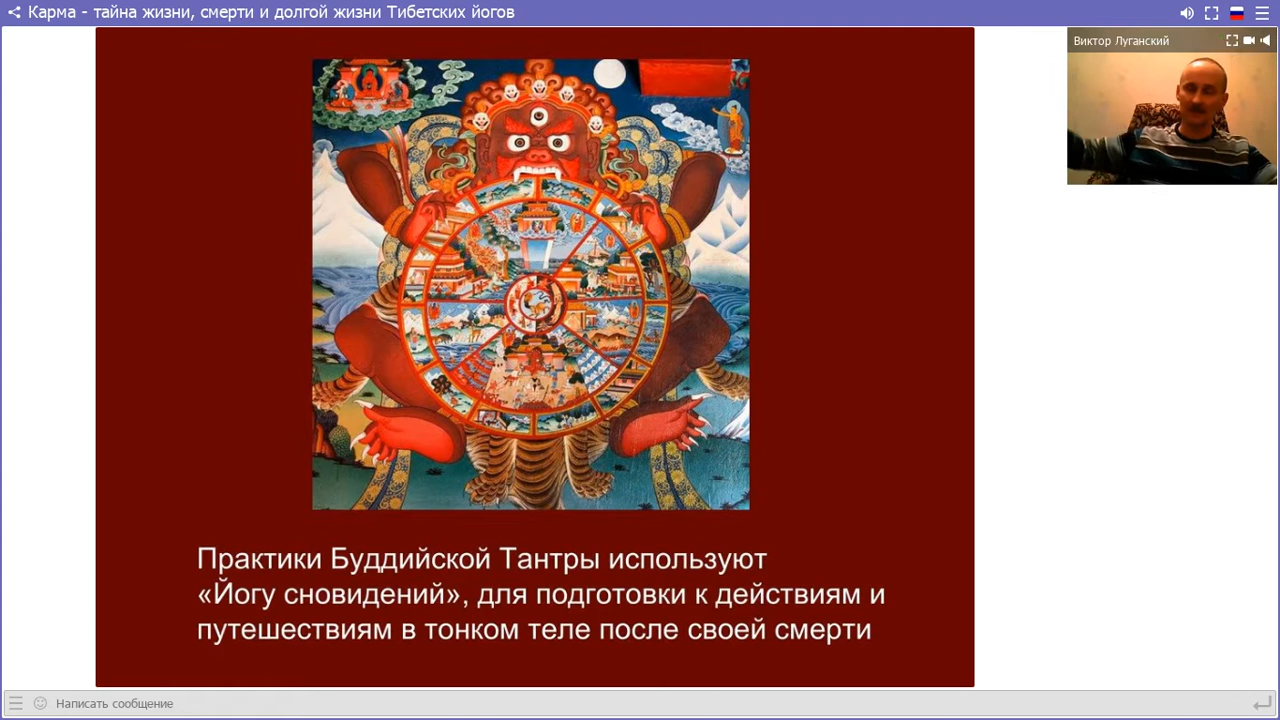 Карма - тайна жизни, смерти и долгой жизни Тибетских йогов
Виктор Луганский
Практики Буддийской Тантры используют
«Йогу сновидений», для подготовки к действиям и
путешествиям в тонком теле после своей смерти
Написать сообщение